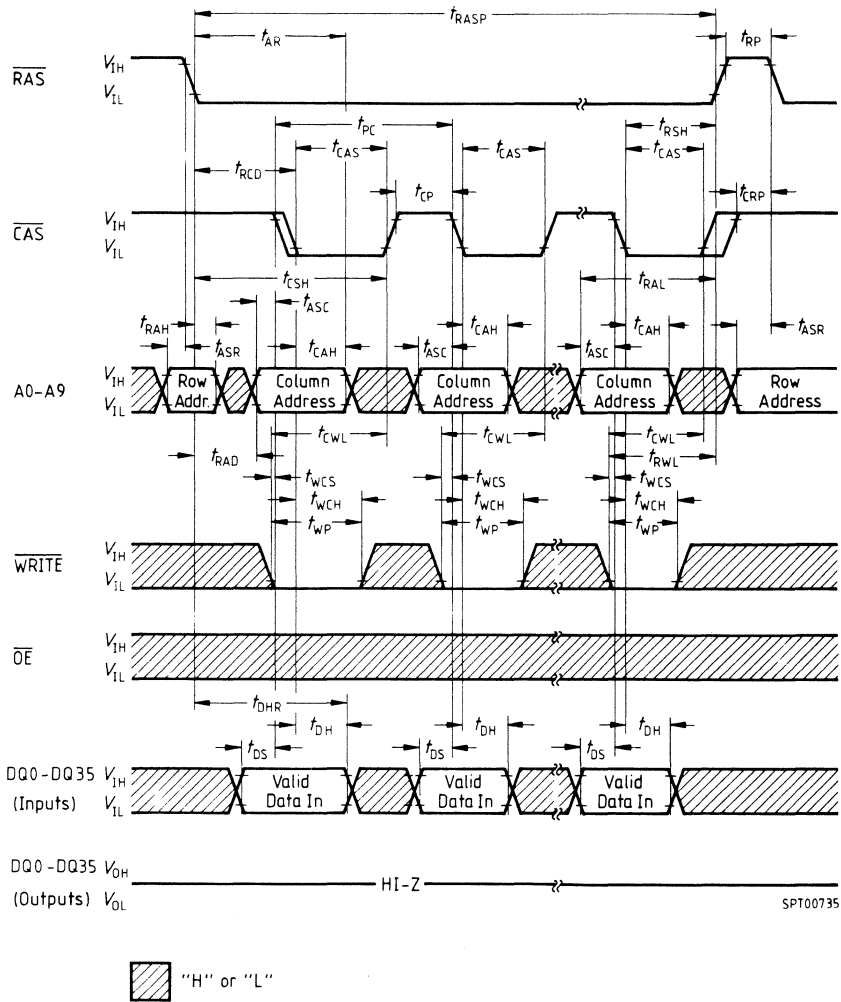 tRASP
tAR
tRP
RAS
VIH
VIL
tPC
tRSH
tCAS
tCAS
tCAS
tRCD
tCP
tCRP
CAS
VIH
VIL
tCSH
tRAL
tASC
tRAH
tCAH
tCAH
tASR
tASR
tCAH
tASC
tASC
A0-A9
VIH
VIL
Row Addr.
Column Address
Column Address
Column Address
Row Address
tCWL
tCWL
tCWL
tRAD
tRWL
tWCS
tWCS
tWCS
tWCH
tWCH
tWCH
tWP
tWP
tWP
WRITE
VIH
VIL
OE
VIH
VIL
tDHR
tDH
tDH
tDH
tDS
tDS
tDS
DQ0-DQ35
(Inputs)
VIH
VIL
Valid Data In
Valid Data In
Valid Data In
DQ0-DQ35
(Outputs)
VOH
VOL
HI-Z
SPT00735
"H" or "L"